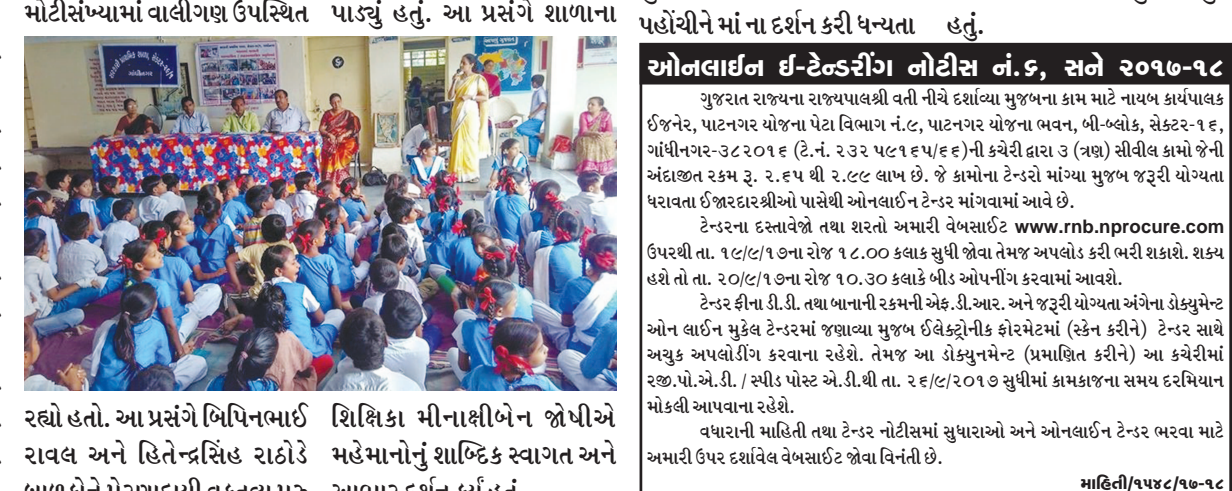 મોટીસંખ્યામાં વાલીગણ ઉપસ્થિત
પાડ્યું હતું. આ પ્રસંગે શાળાના
ગાંધીનગર
રહ્યો હતો. આ પ્રસંગે બિપિનભાઈ
રાવલ અને હિતેન્દ્રસિંહ રાઠોડે
શિક્ષિકા મીનાક્ષીબેન જોષીએ
મહેમાનોનું શાબ્દિક સ્વાગત અને
પહોંચીને માં ના દર્શન કરી ધન્યતા હતું.
ઓનલાઈન ઈ-ટેન્ડરીંગ નોટીસ નં.૬, સને ૨૦૧૭-૧૮
ગુજરાત રાજ્યના રાજ્યપાલશ્રી વતી નીચે દર્શાવ્યા મુજબના કામ માટે નાયબ કાર્યપાલક
ઈજનેર, પાટનગર યોજના પેટા વિભાગ નં.૯, પાટનગર યોજના ભવન, બી-બ્લોક, સેક્ટર-૧૬,
ગાંધીનગર-૩૮૨૦૧૬ (ટે.નં. ૨૩૨ ૫૯૧૬૫/૬૬)ની કચેરી દ્વારા ૩ (ત્રણ) સીવીલ કામો જેની
અંદાજીત રકમ રૂ. ૨.૬૫ થી ૨.૯૯ લાખ છે. જે કામોના ટેન્ડરો માંગ્યા મુજબ જરૂરી યોગ્યતા
ધરાવતા ઈજારદારશ્રીઓ પાસેથી ઓનલાઈન ટેન્ડર માંગવામાં આવે છે.
ટેન્ડરના દસ્તાવેજો તથા શરતો અમારી વેબસાઈટ www.rnb.nprocure.com
ઉપરથી તા. ૧૯/૯/૧૭ના રોજ ૧૮.૦૦ કલાક સુધી જોવા તેમજ અપલોડ કરી ભરી શકાશે. શક્ય
હશે તો તા. ૨૦/૯/૧૭ના રોજ ૧૦.૩૦ કલાકે બીડ ઓપનીંગ કરવામાં આવશે.
ટેન્ડર ફીના ડી.ડી. તથા બાનાની રકમની એફ.ડી.આર. અને જરૂરી યોગ્યતા અંગેના ડોક્યુમેન્ટ
ઓન લાઈન મુકેલ ટેન્ડરમાં જણાવ્યા મુજબ ઈલેક્ટ્રોનીક ફોરમેટમાં (સ્કેન કરીને) ટેન્ડર સાથે
અચુક અપલોડીંગ કરવાના રહેશે. તેમજ આ ડોક્યુનમેન્ટ (પ્રમાણિત કરીને) આ કચેરીમાં
રજી.પો.એ.ડી. / સ્પીડ પોસ્ટ એ.ડી.થી તા. ૨૬/૯/૨૦૧૭ સુધીમાં કામકાજના સમય દરમિયાન
મોકલી આપવાના રહેશે.
વધારાની માહિતી તથા ટેન્ડર નોટીસમાં સુધારાઓ અને ઓનલાઈન ટેન્ડર ભરવા માટે
અમારી ઉપર દર્શાવેલ વેબસાઈટ જોવા વિનંતી છે.
માહિતી/૧૫૪૮/૧૭-૧૮